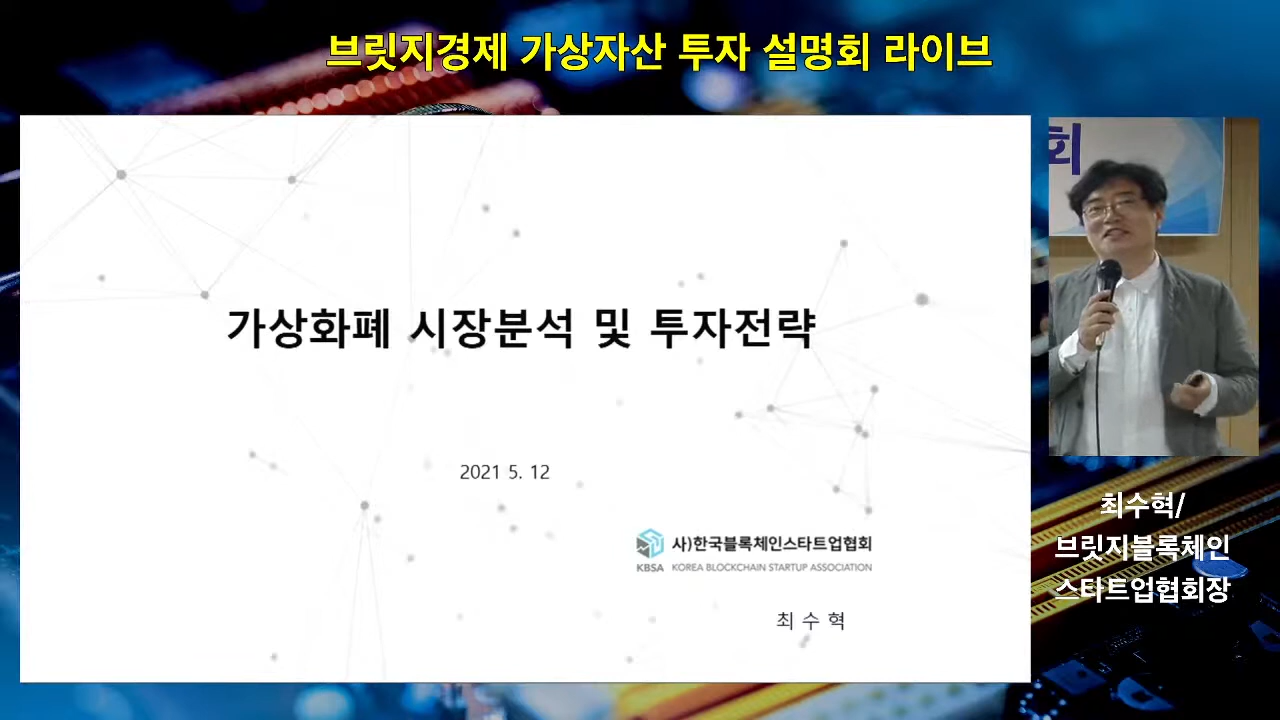 브릿지경제 가상자산 투자 설명회 라이브
회
가상화폐 시장분석 및 투자전략
2021 5. 12
사)한국블록체인스타트업협회
KBSA KOREA BLOCKCHAIN STARTUP ASSOCIATION
최 수 혁
최수혁/
브릿지블록체인
스타트업협회장